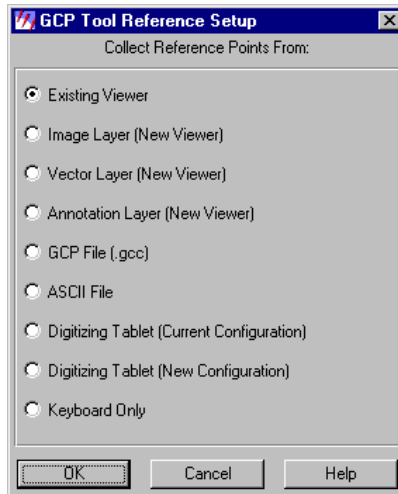 GCP Tool Reference Setup
Collect Reference Points From:
Existing Viewer
Image Layer (New Viewer)
Vector Layer (New Viewer)
Annotation Layer (New Viewer)
GCP File (.gcc)
ASCII File
Digitizing Tablet (Current Configuration)
Digitizing Tablet (New Configuration)
Keyboard Only
OK Cancel Help